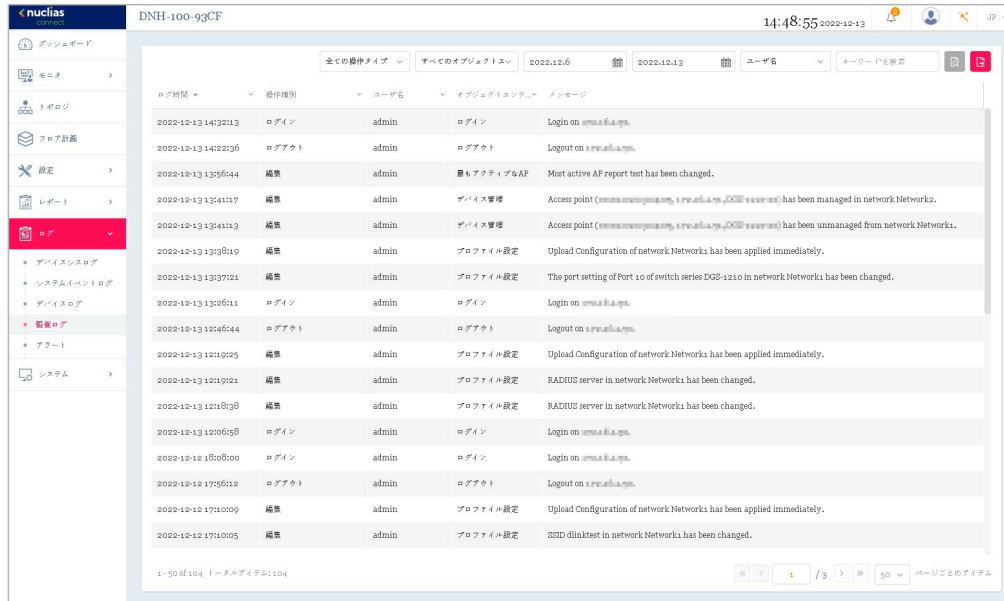 nuclias
connect
DNH-100-93CF
14:48:55 2022-12-13
JP
ダッシュボード
モニタ
トポロジ
フロア計画
設定
レポート
ログ
デバイスシスログ
システムイベントログ
デバイスログ
監査ログ
アラート
システム
全ての操作タイプ すべてのオブジェクトエ 2022.12.6 2022.12.13 ユーザ名 キーワードを検索
ログ時間 操作種別 ユーザ名 オブジェクトエンテ... メッセージ
2022-12-13 14:32:13 ログイン admin ログイン Login on
2022-12-13 14:22:36 ログアウト admin ログアウト Logout on
2022-12-13 13:56:44 編集 admin 最もアクティブなAP Most active AP report test has been changed.
2022-12-13 13:41:17 編集 admin デバイス管理 Access point ( has been managed in network Network2.
2022-12-13 13:41:13 編集 admin デバイス管理 Access point ( has been unmanaged from network Network1.
2022-12-13 13:38:19 編集 admin プロファイル設定 Upload Configuration of network Network1 has been applied immediately.
2022-12-13 13:37:21 編集 admin プロファイル設定 The port setting of Port 10 of switch series DGS-1210 in network Network1 has been changed.
2022-12-13 13:26:11 ログイン admin ログイン Login on
2022-12-13 12:46:44 ログアウト admin ログアウト Logout on
2022-12-13 12:19:25 編集 admin プロファイル設定 Upload Configuration of network Network1 has been applied immediately.
2022-12-13 12:19:21 編集 admin プロファイル設定 RADIUS server in network Network1 has been changed.
2022-12-13 12:18:38 編集 admin プロファイル設定 RADIUS server in network Network1 has been changed.
2022-12-13 12:06:58 ログイン admin ログイン Login on
2022-12-12 18:08:00 ログイン admin ログイン Login on
2022-12-12 17:56:12 ログアウト admin ログアウト Logout on
2022-12-12 17:10:09 編集 admin プロファイル設定 Upload Configuration of network Network1 has been applied immediately.
2022-12-12 17:10:05 編集 admin プロファイル設定 SSID dlinktest in network Network1 has been changed.
1 - 50 of 104 トータルアイテム: 104
1 / 3 50 ページごとのアイテム